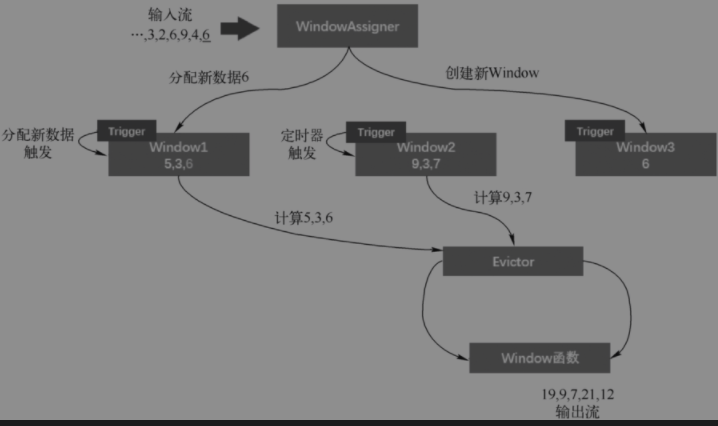 输入流
…,3,2,6,9,4,6
WindowAssigner
分配新数据6
创建新Window
分配新数据
触发
Trigger
Window1
5,3,6
定时器
触发
Trigger
Window2
9,3,7
Trigger
Window3
6
计算5,3,6
计算9,3,7
Evictor
Window函数
19,9,7,21,12
输出流